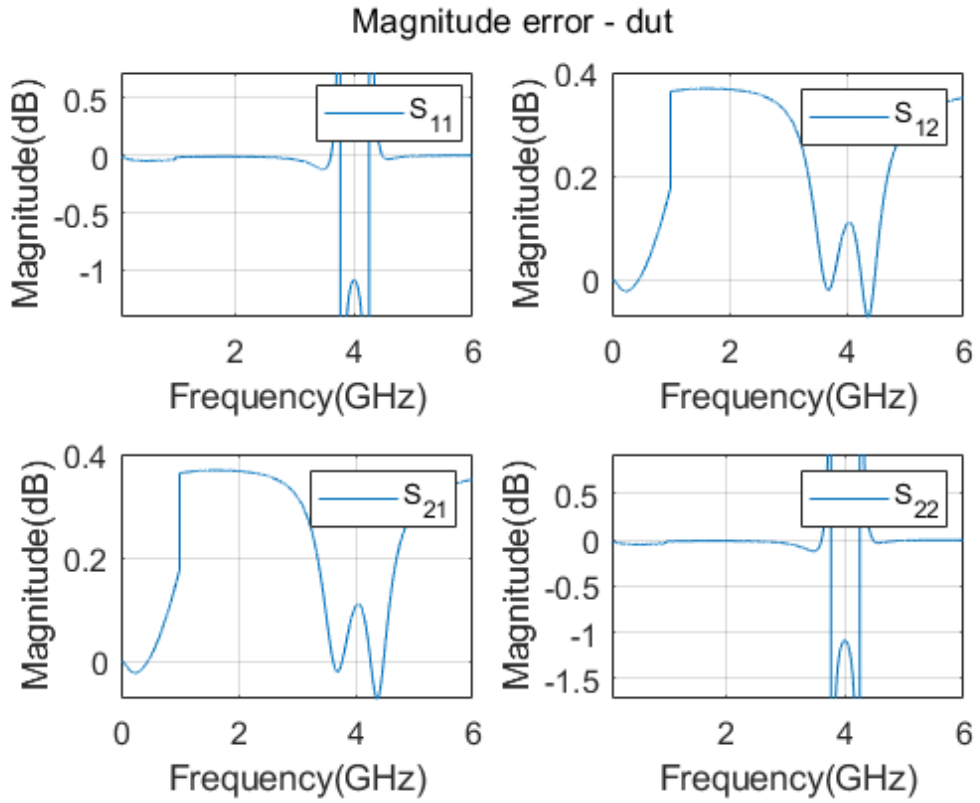 Magnitude error - dut
Magnitude(dB)
0.5
0
-0.5
-1
S11
2
4
6
Frequency(GHz)
Magnitude(dB)
0.4
0.2
0
S12
0
2
4
6
Frequency(GHz)
Magnitude(dB)
0.4
0.2
0
S21
0
2
4
6
Frequency(GHz)
Magnitude(dB)
0.5
0
-0.5
-1
-1.5
S22
2
4
6
Frequency(GHz)